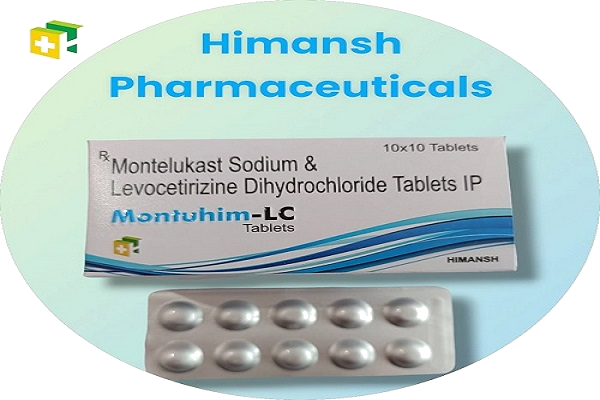 Himansh
Pharmaceuticals
10x10 Tablets
Rx Montelukast Sodium &
Levocetirizine Dihydrochloride Tablets IP
Montuhim-LC
Tablets
HIMANSH